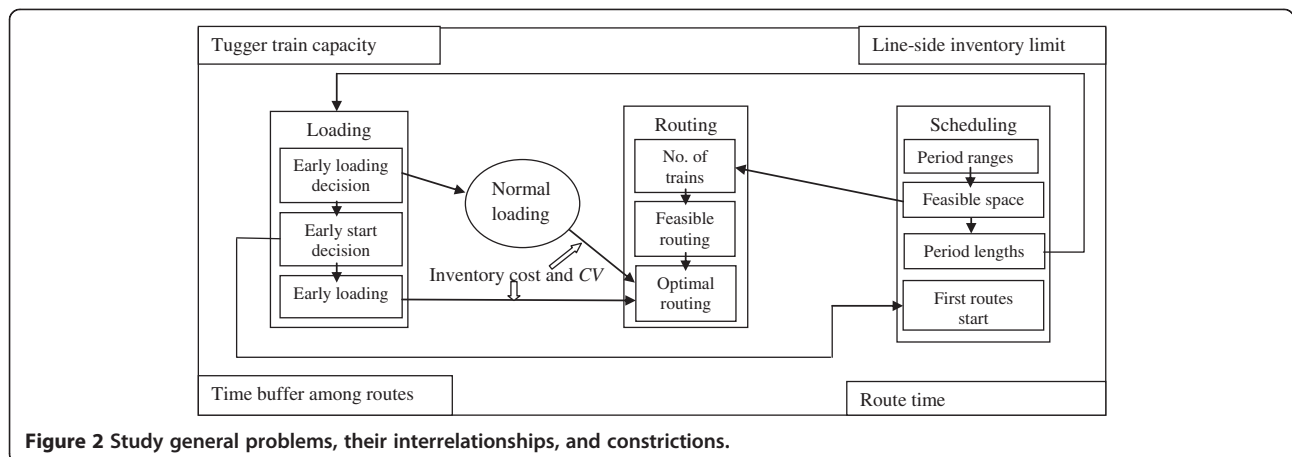 Tugger train capacity
Line-side inventory limit
Loading
Early loading
decision
Early start
decision
Early loading
Normal
loading
Inventory cost and CV
Routing
No. of
trains
Feasible
routing
Optimal
routing
Scheduling
Period ranges
Feasible space
Period lengths
First routes
start
Time buffer among routes
Route time
Figure 2 Study general problems, their interrelationships, and constrictions.